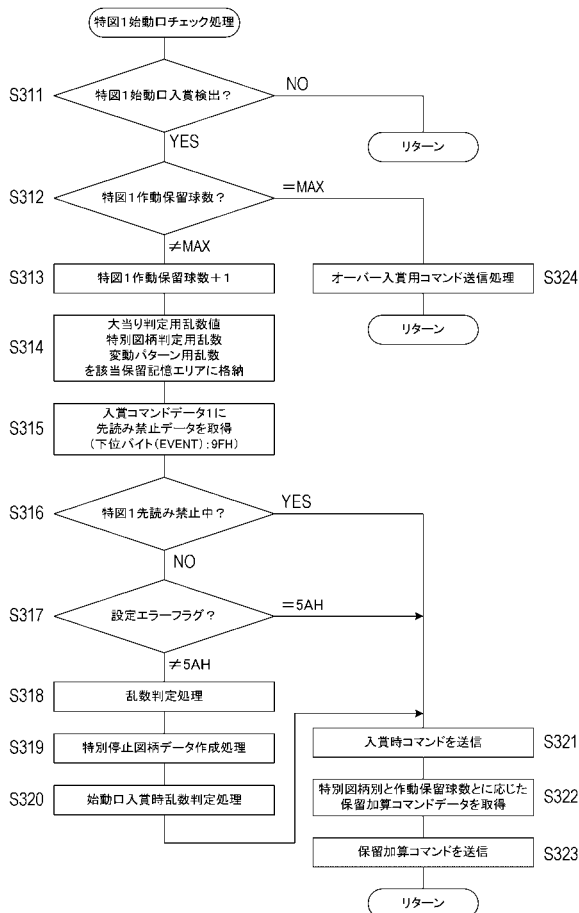 特図1始動口チェック処理
S311
特図1始動口入賞検出？
NO
YES
リターン
S312
特図1作動保留球数？
＝MAX
≠MAX
S313
特図1作動保留球数＋1
オーバー入賞用コマンド送信処理
S324
リターン
S314
大当り判定用乱数値
特別図柄判定用乱数
変動パターン用乱数
を該当保留記憶エリアに格納
S315
入賞コマンドデータ1に
先読み禁止データを取得
(下位バイト(EVENT)：9FH)
S316
特図1先読み禁止中？
YES
NO
S317
設定エラーフラグ？
＝5AH
≠5AH
S318
乱数判定処理
S319
特別停止図柄データ作成処理
S320
始動口入賞時乱数判定処理
入賞時コマンドを送信
S321
特別図柄別と作動保留球数とに応じた
保留加算コマンドデータを取得
S322
保留加算コマンドを送信
S323
リターン